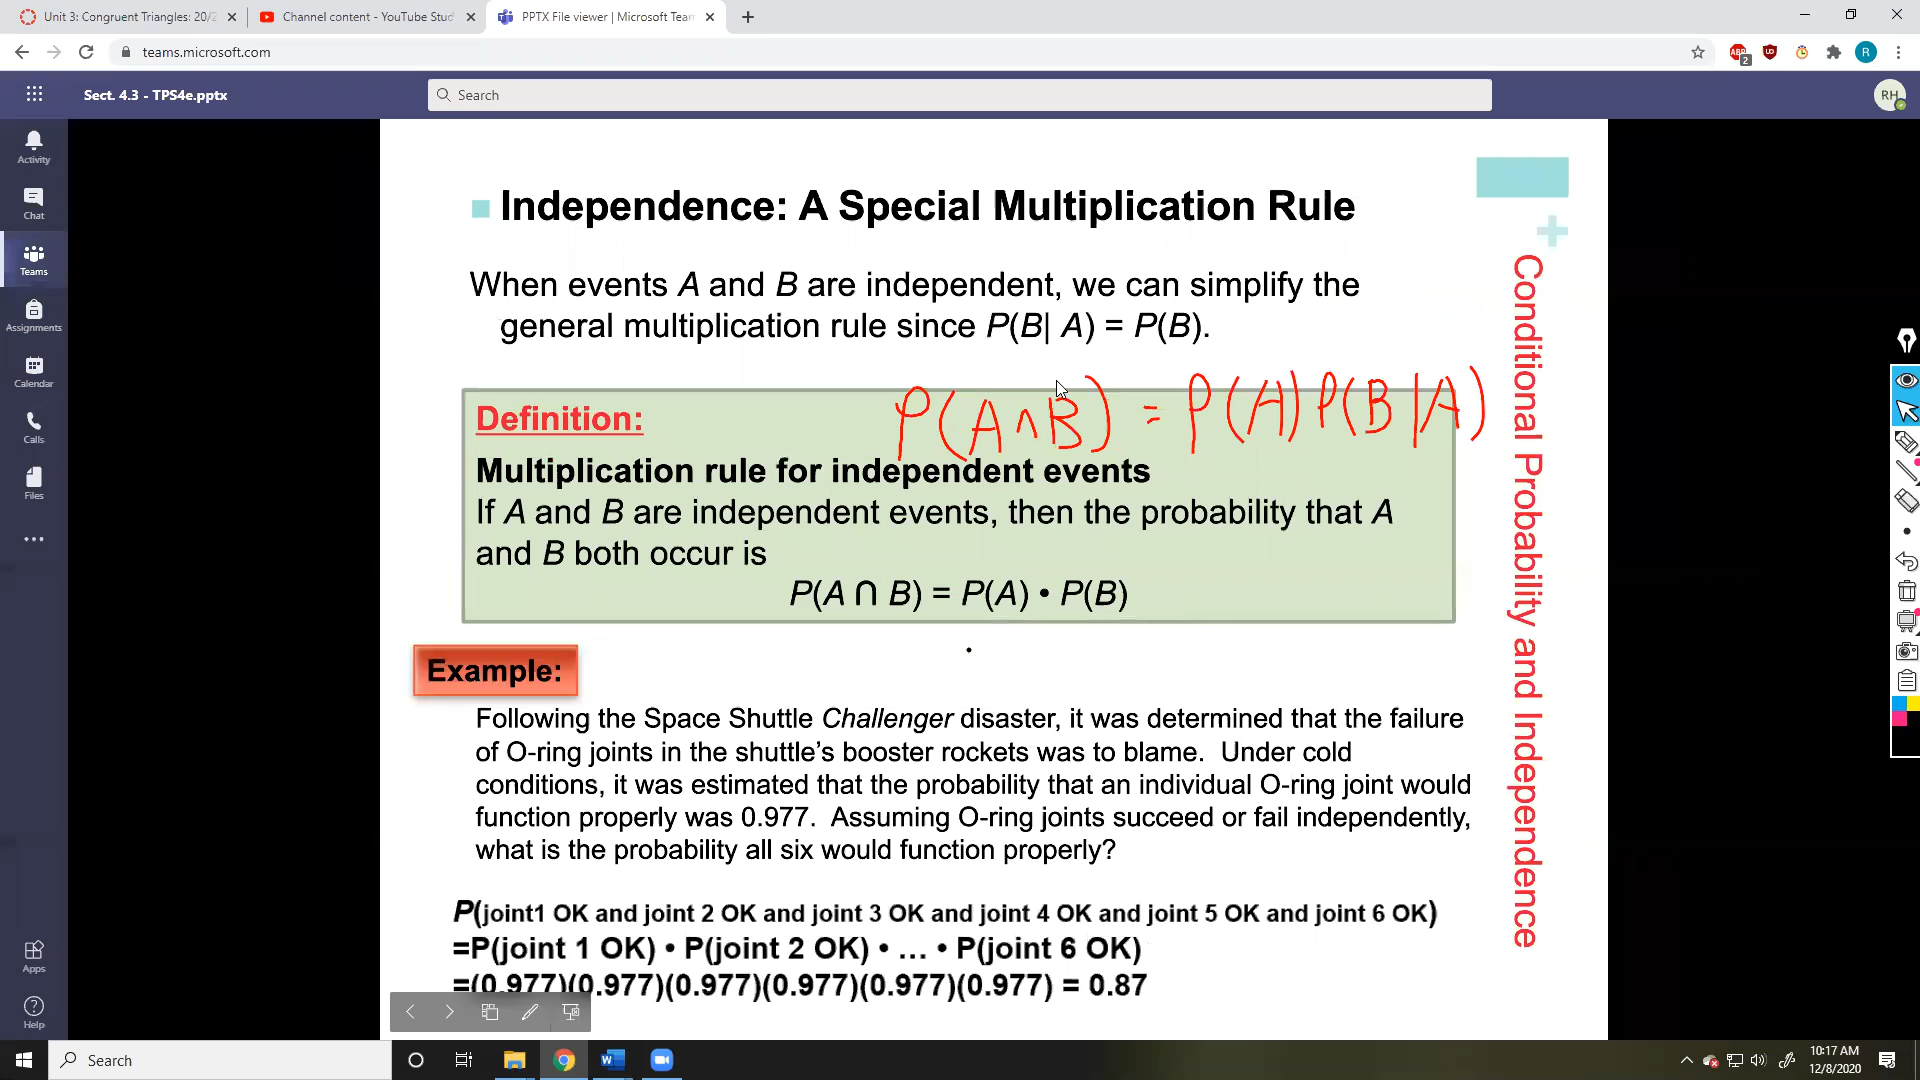 Unit 3: Congruent Triangles: 20/2
Channel content - YouTube Stud
PPTX File viewer | Microsoft Team
teams.microsoft.com
ABP
2
R
Sect. 4.3 - TPS4e.pptx
Search
RH
Activity
Chat
Teams
Assignments
Calendar
Calls
Files
Apps
Help
Independence: A Special Multiplication Rule
When events A and B are independent, we can simplify the
general multiplication rule since P(B| A) = P(B).
P(A∩B) = P(A)P(B|A)
Definition:
Multiplication rule for independent events
If A and B are independent events, then the probability that A
and B both occur is
P(A ∩ B) = P(A) • P(B)
Example:
Following the Space Shuttle Challenger disaster, it was determined that the failure
of O-ring joints in the shuttle's booster rockets was to blame.  Under cold
conditions, it was estimated that the probability that an individual O-ring joint would
function properly was 0.977.  Assuming O-ring joints succeed or fail independently,
what is the probability all six would function properly?
P(joint1 OK and joint 2 OK and joint 3 OK and joint 4 OK and joint 5 OK and joint 6 OK)
=P(joint 1 OK) • P(joint 2 OK) • … • P(joint 6 OK)
=(0.977)(0.977)(0.977)(0.977)(0.977)(0.977) = 0.87
Conditional Probability and Independence
Search
10:17 AM
12/8/2020